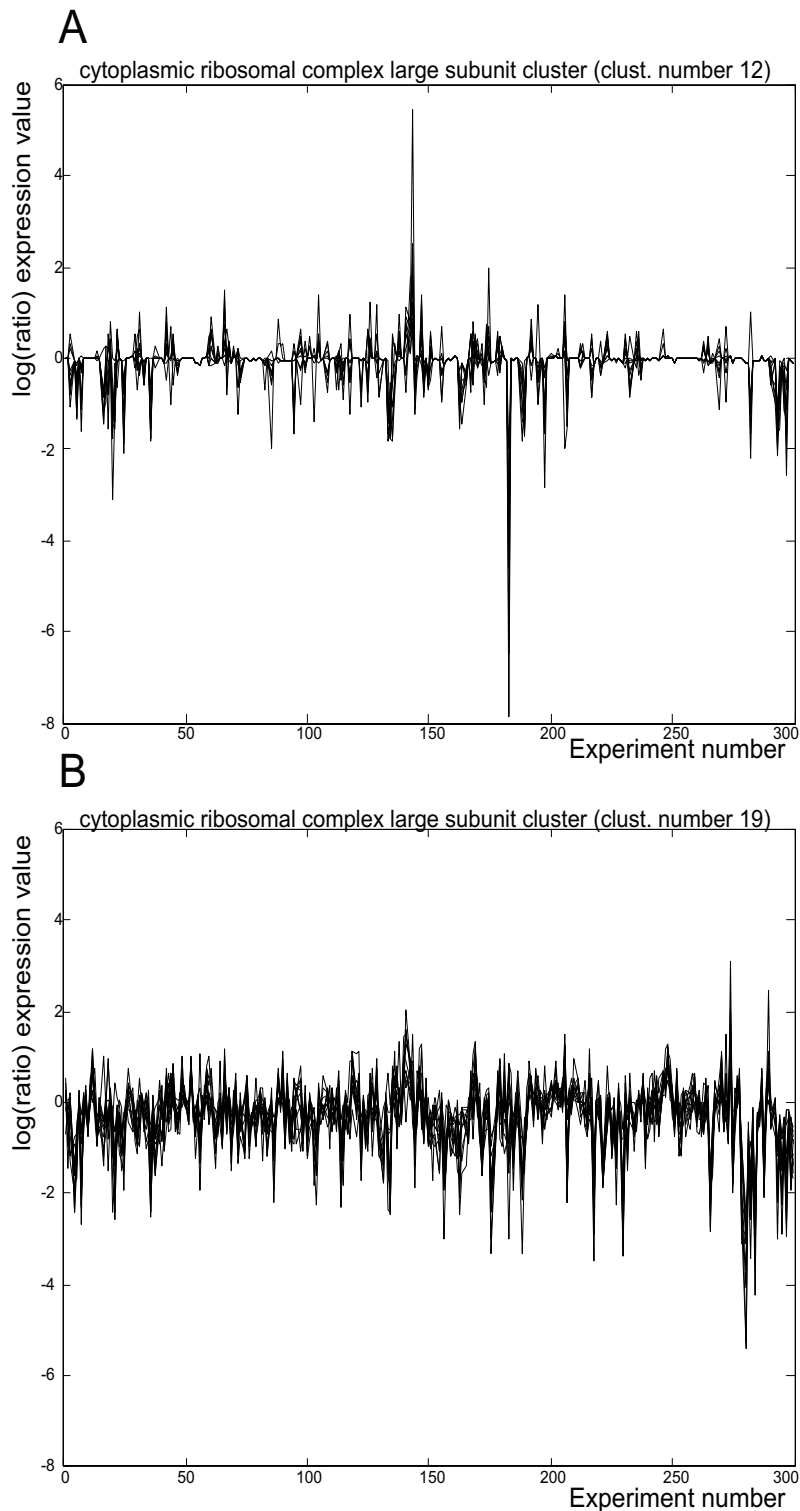 A
cytoplasmic ribosomal complex large subunit cluster (clust. number 12)
log(ratio) expression value
6
4
2
0
-2
-4
-6
-8
0 50 100 150 200 250 300
Experiment number
B
cytoplasmic ribosomal complex large subunit cluster (clust. number 19)
log(ratio) expression value
6
4
2
0
-2
-4
-6
-8
0 50 100 150 200 250 300
Experiment number